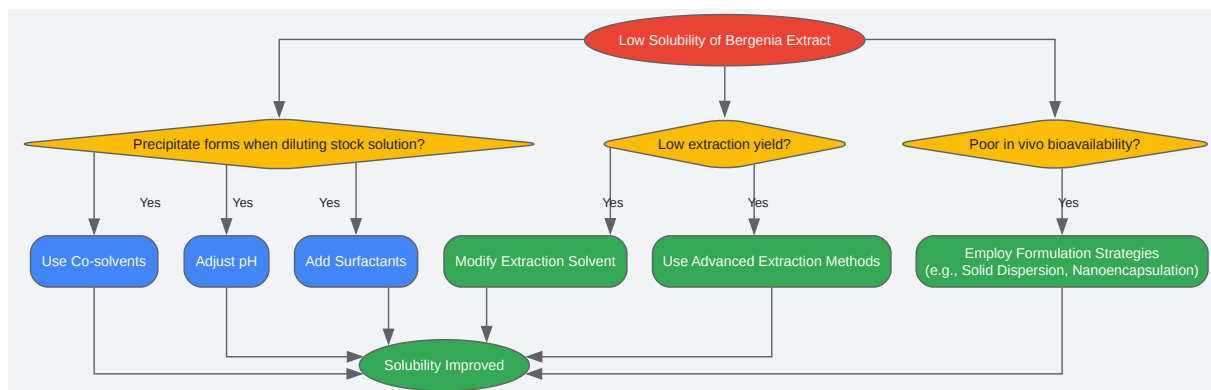 Low Solubility of Bergenia Extract
Precipitate forms when diluting stock solution?
Low extraction yield?
Poor in vivo bioavailability?
Yes
Yes
Yes
Yes
Yes
Yes
Use Co-solvents
Adjust pH
Add Surfactants
Modify Extraction Solvent
Use Advanced Extraction Methods
Employ Formulation Strategies
(e.g., Solid Dispersion, Nanoencapsulation)
Solubility Improved